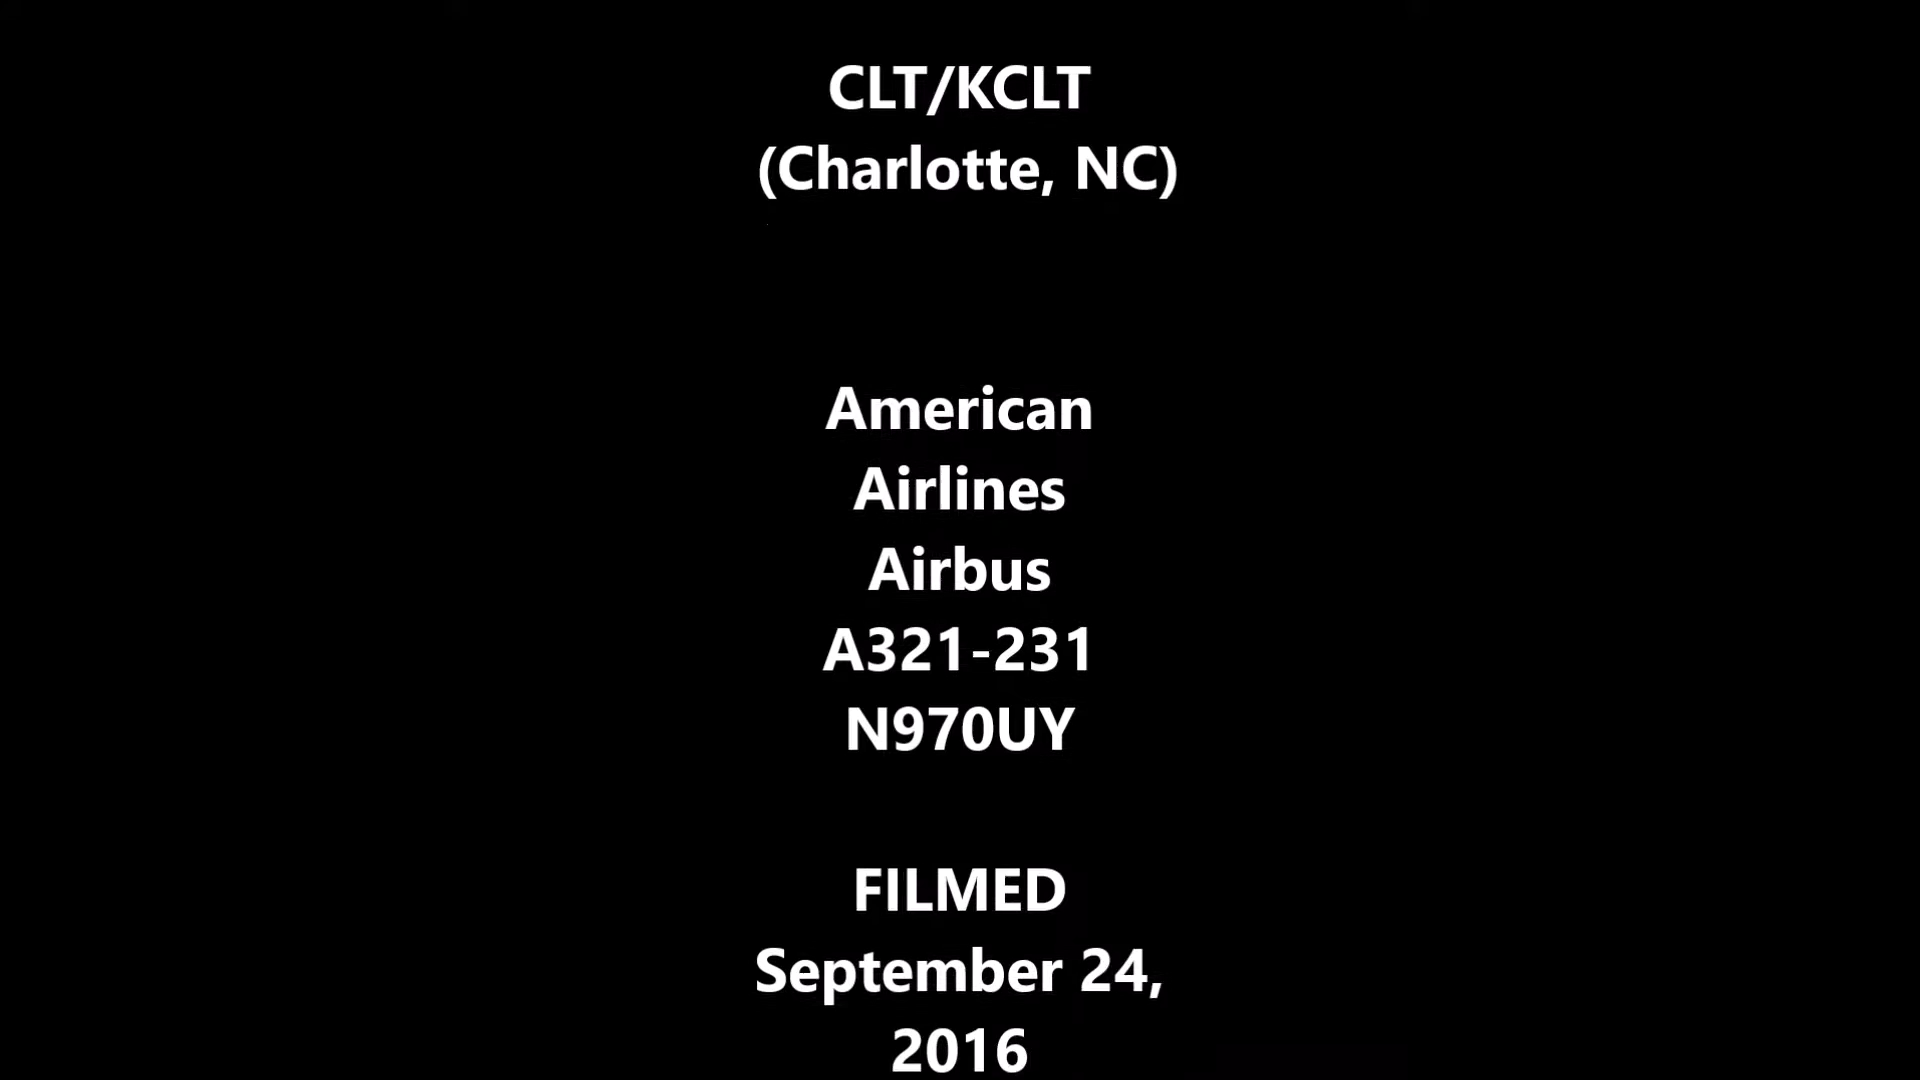 CLT/KCLT
(Charlotte, NC)
American
Airlines
Airbus
A321-231
N970UY
FILMED
September 24,
2016